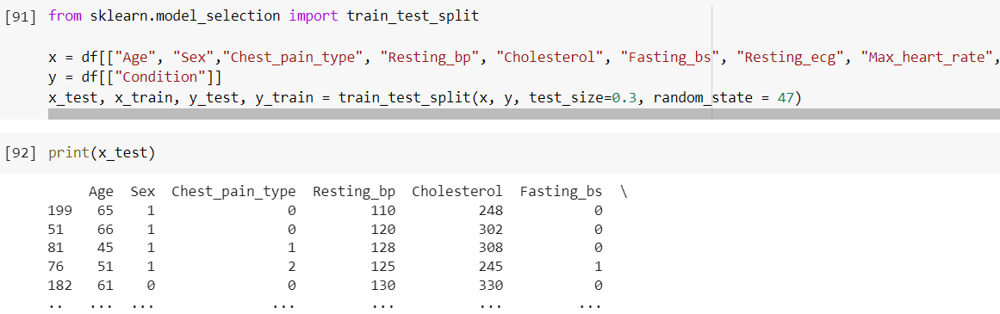 [91] from sklearn.model_selection import train_test_split
x = df[["Age", "Sex","Chest_pain_type", "Resting_bp", "Cholesterol", "Fasting_bs", "Resting_ecg", "Max_heart_rate",
y = df[["Condition"]]
x_test, x_train, y_test, y_train = train_test_split(x, y, test_size=0.3, random_state = 47)
[92] print(x_test)
Age Sex Chest_pain_type Resting_bp Cholesterol Fasting_bs \
199 65 1 0 110 248 0
51 66 1 0 120 302 0
81 45 1 1 128 308 0
76 51 1 2 125 245 1
182 61 0 0 130 330 0
.. ... ... ... ... ... ...